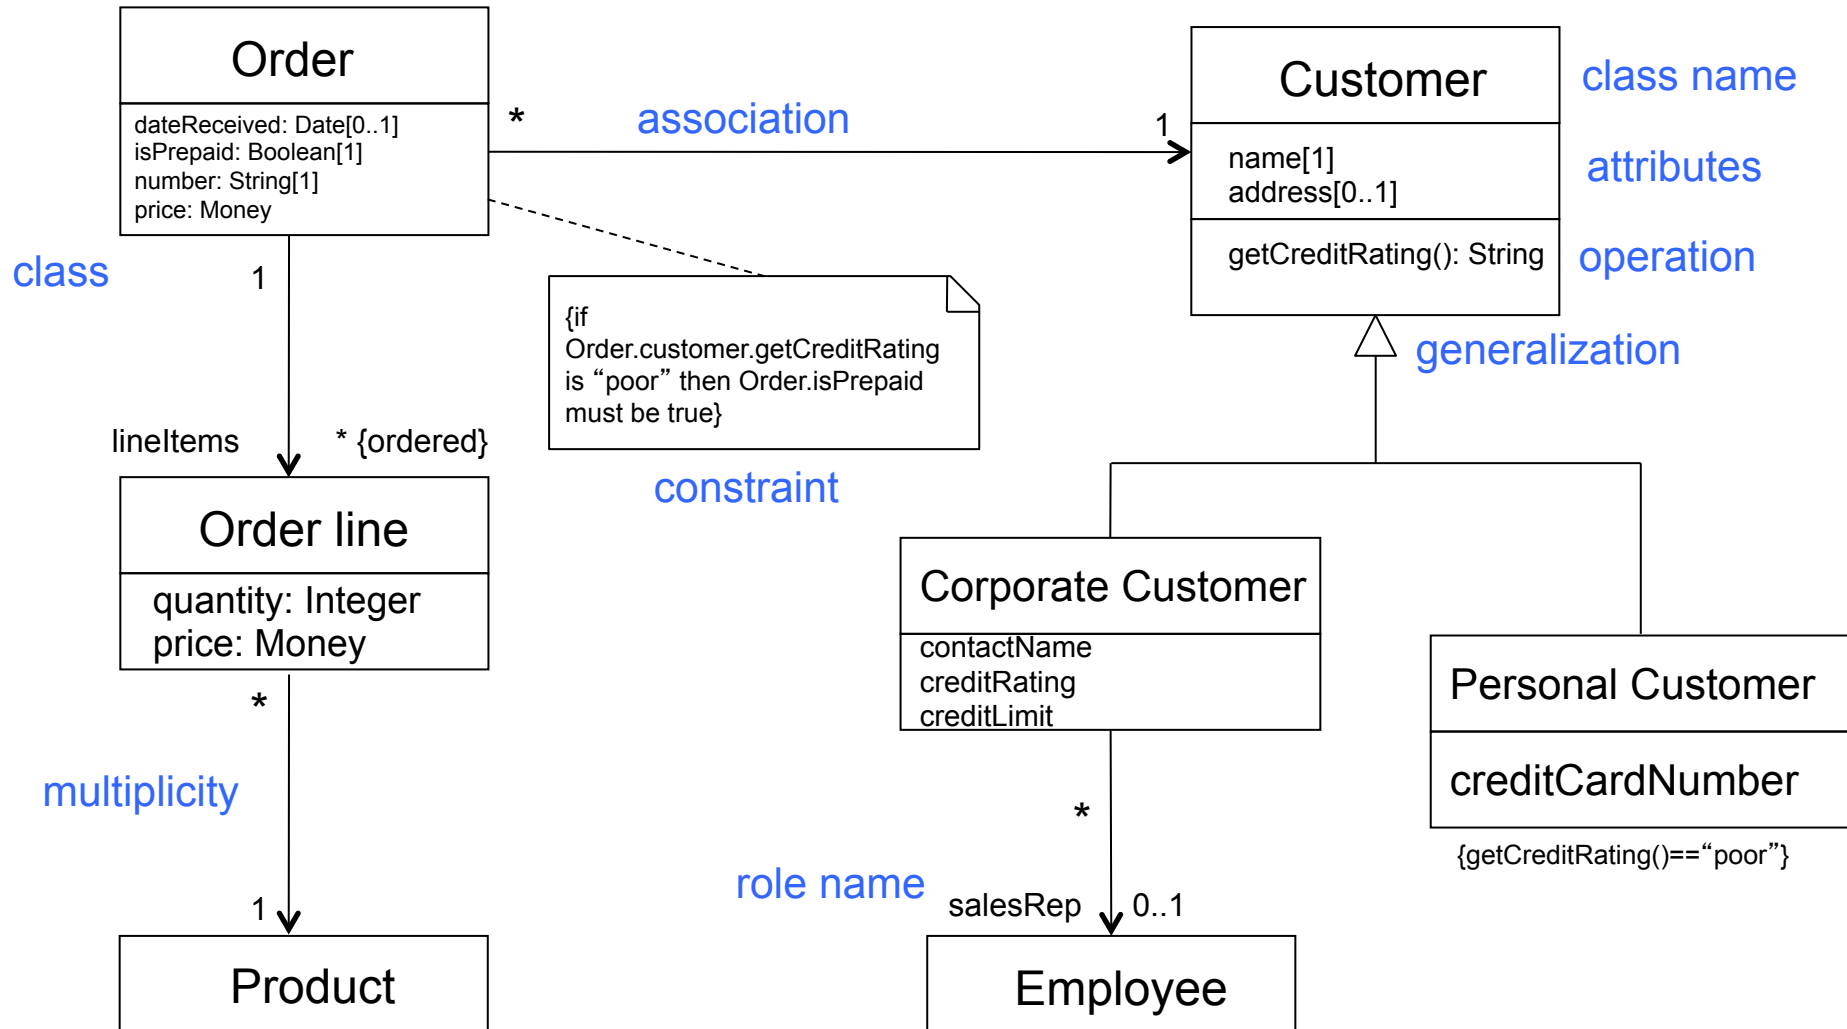 Order
dateReceived: Date[0..1]
isPrepaid: Boolean[1]
number: String[1]
price: Money
*
association
1
Customer
name[1]
address[0..1]
getCreditRating(): String
class name
attributes
operation
class
1
{if
Order.customer.getCreditRating
is “poor” then Order.isPrepaid
must be true}
constraint
generalization
lineItems
* {ordered}
Order line
quantity: Integer
price: Money
*
multiplicity
1
Product
Corporate Customer
contactName
creditRating
creditLimit
*
role name
salesRep
0..1
Employee
Personal Customer
creditCardNumber
{getCreditRating()==“poor”}